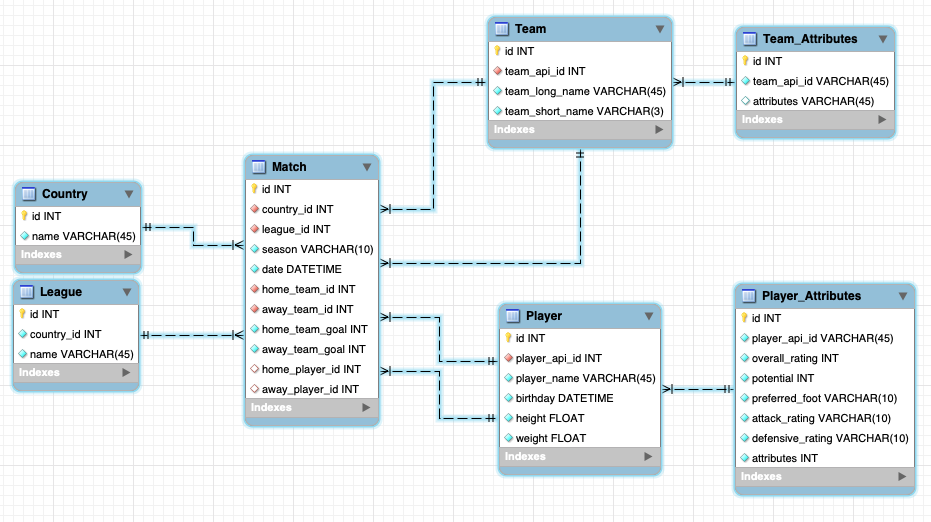 Country
id INT
name VARCHAR(45)
Indexes
League
id INT
country_id INT
name VARCHAR(45)
Indexes
Match
id INT
country_id INT
league_id INT
season VARCHAR(10)
date DATETIME
home_team_id INT
away_team_id INT
home_team_goal INT
away_team_goal INT
home_player_id INT
away_player_id INT
Indexes
Team
id INT
team_api_id INT
team_long_name VARCHAR(45)
team_short_name VARCHAR(3)
Indexes
Team_Attributes
id INT
team_api_id VARCHAR(45)
attributes VARCHAR(45)
Indexes
Player
id INT
player_api_id INT
player_name VARCHAR(45)
birthday DATETIME
height FLOAT
weight FLOAT
Indexes
Player_Attributes
id INT
player_api_id VARCHAR(45)
overall_rating INT
potential INT
preferred_foot VARCHAR(10)
attack_rating VARCHAR(10)
defensive_rating VARCHAR(10)
attributes INT
Indexes